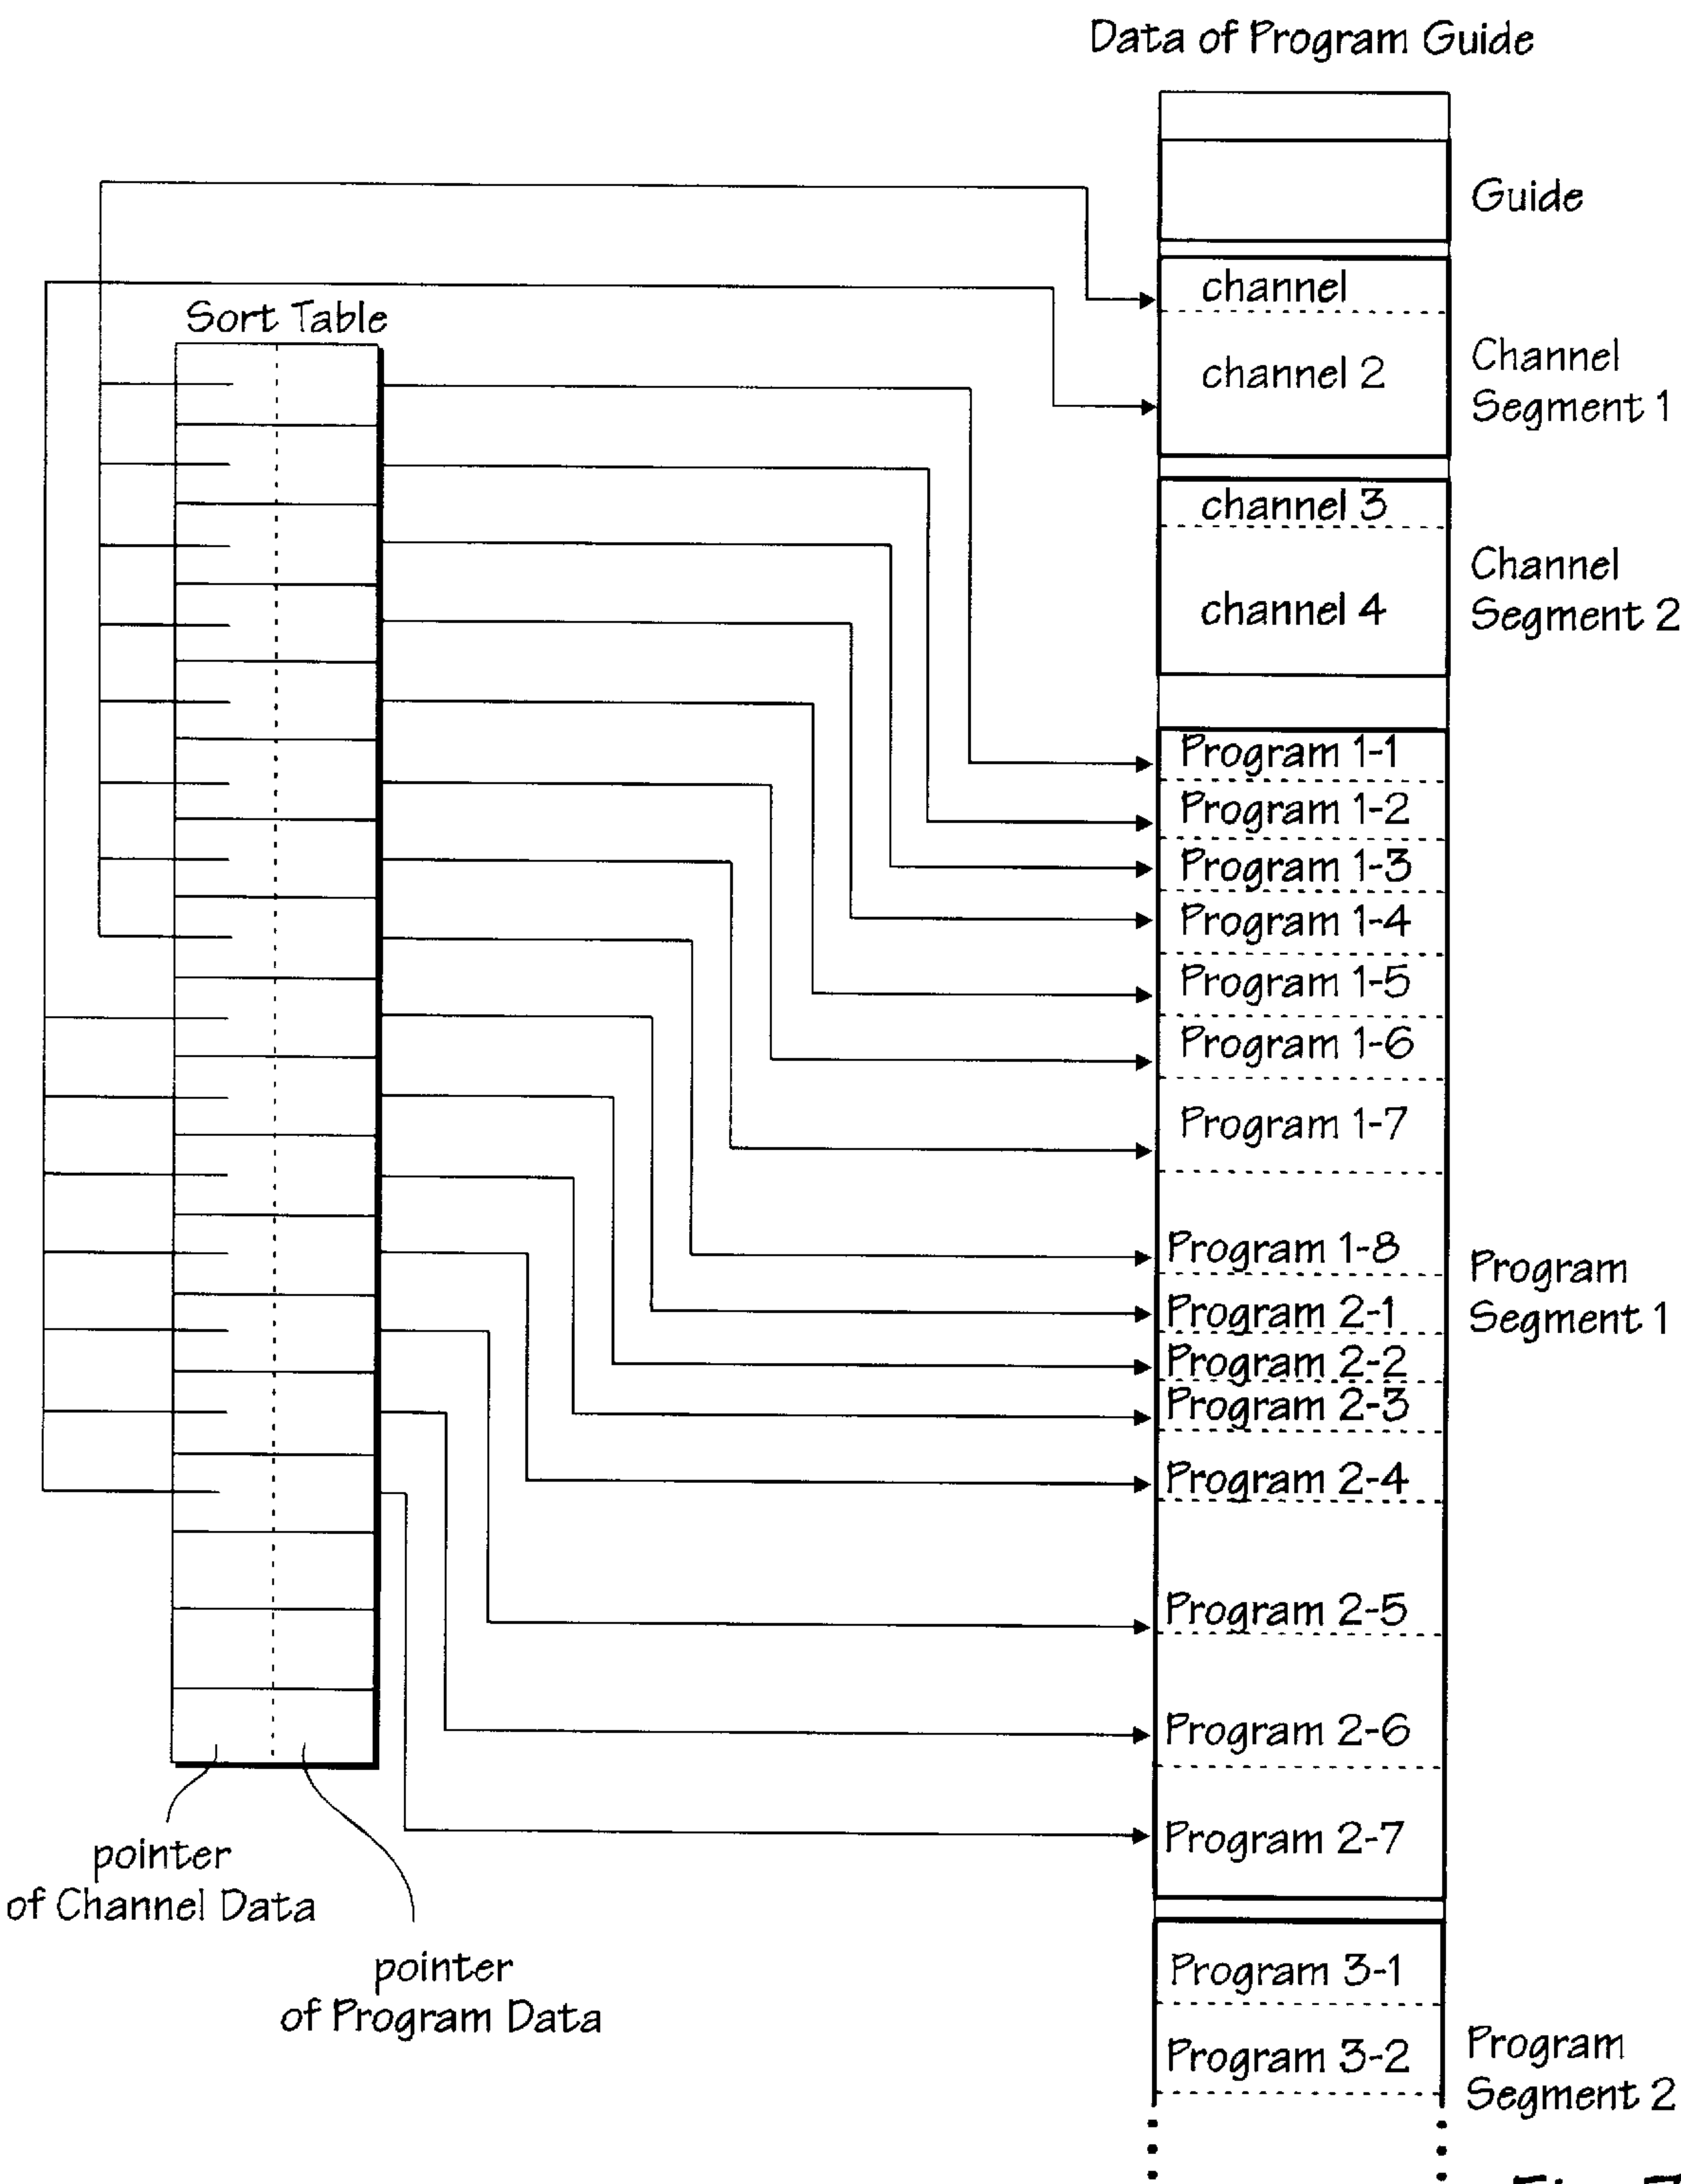 Data of Program Guide
Guide
Sort Table
channel
channel 2
Channel
Segment 1
channel 3
channel 4
Channel
Segment 2
Program 1-1
Program 1-2
Program 1-3
Program 1-4
Program 1-5
Program 1-6
Program 1-7
Program 1-8
Program 2-1
Program 2-2
Program 2-3
Program 2-4
Program 2-5
Program 2-6
Program 2-7
Program
Segment 1
pointer
of Channel Data
pointer
of Program Data
Program 3-1
Program 3-2
Program
Segment 2